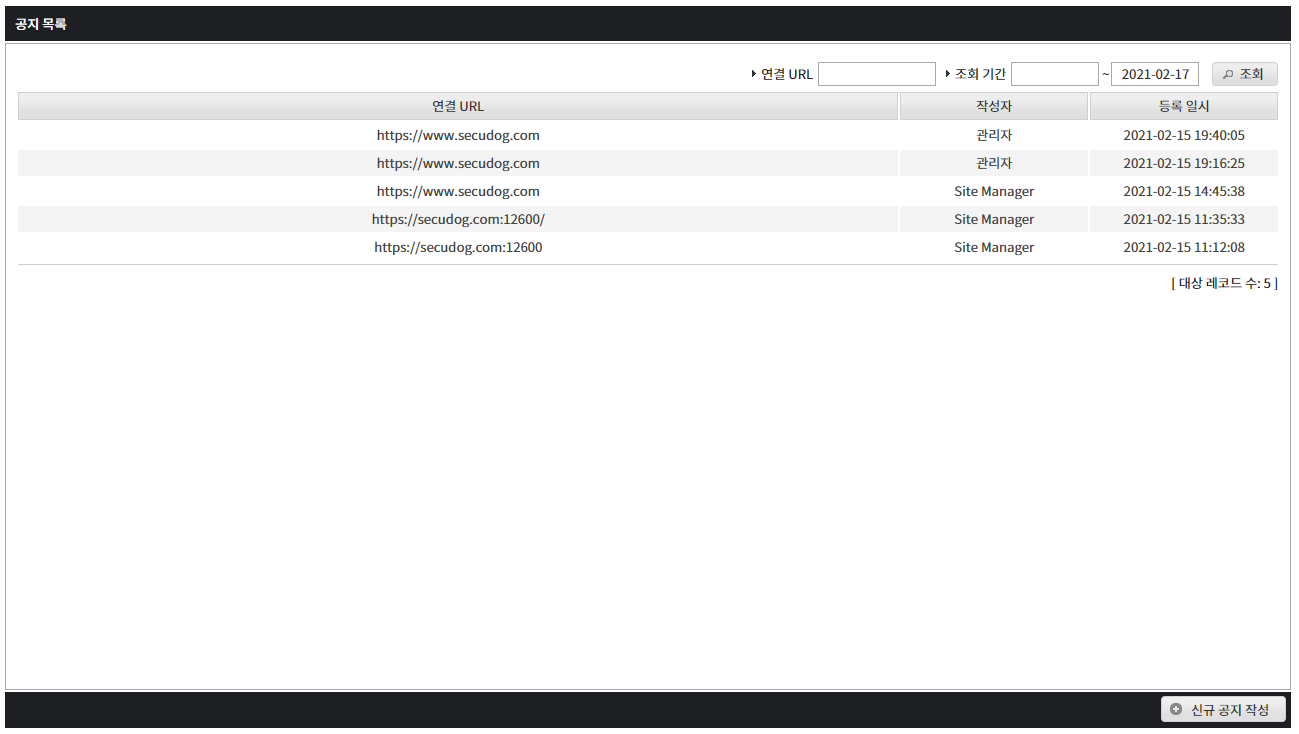 공지 목록
연결 URL 조회 기간 ~ 2021-02-17 조회
연결 URL 작성자 등록 일시
https://www.secudog.com 관리자 2021-02-15 19:40:05
https://www.secudog.com 관리자 2021-02-15 19:16:25
https://www.secudog.com Site Manager 2021-02-15 14:45:38
https://secudog.com:12600/ Site Manager 2021-02-15 11:35:33
https://secudog.com:12600 Site Manager 2021-02-15 11:12:08
[ 대상 레코드 수: 5 ]
신규 공지 작성